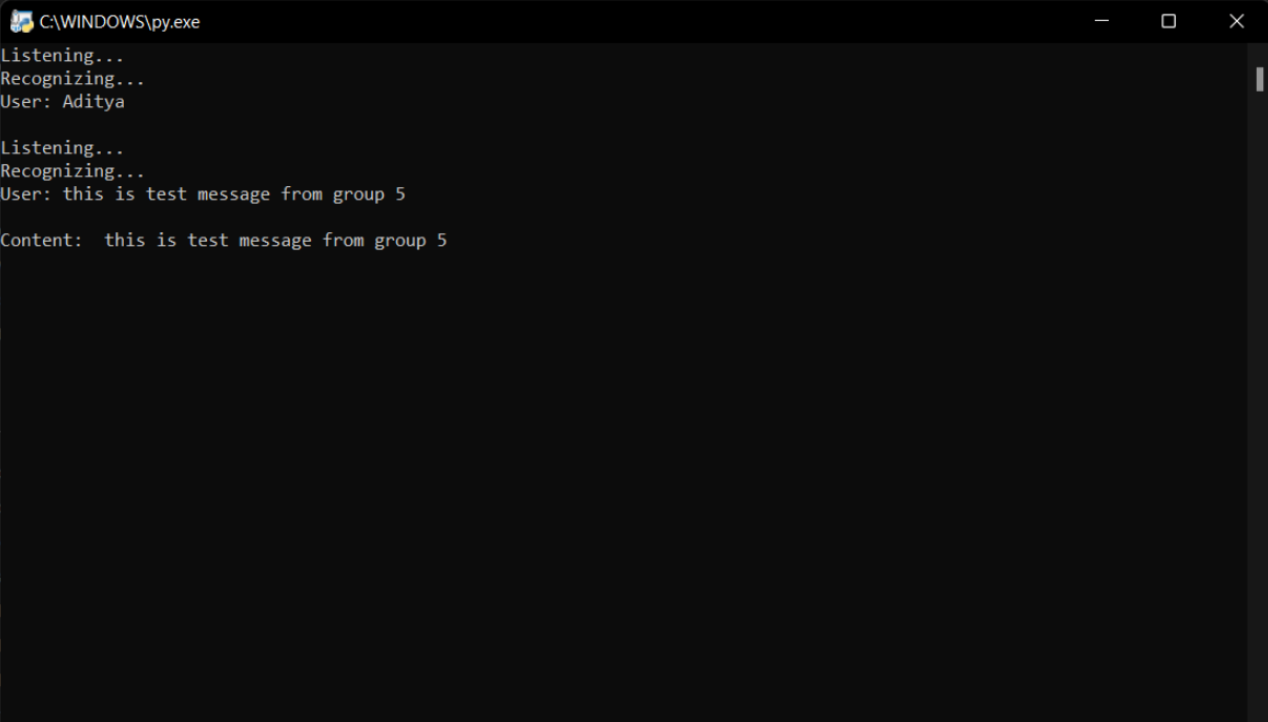 C:\WINDOWS\py.exe
Listening...
Recognizing...
User: Aditya
Listening...
Recognizing...
User: this is test message from group 5
Content:  this is test message from group 5